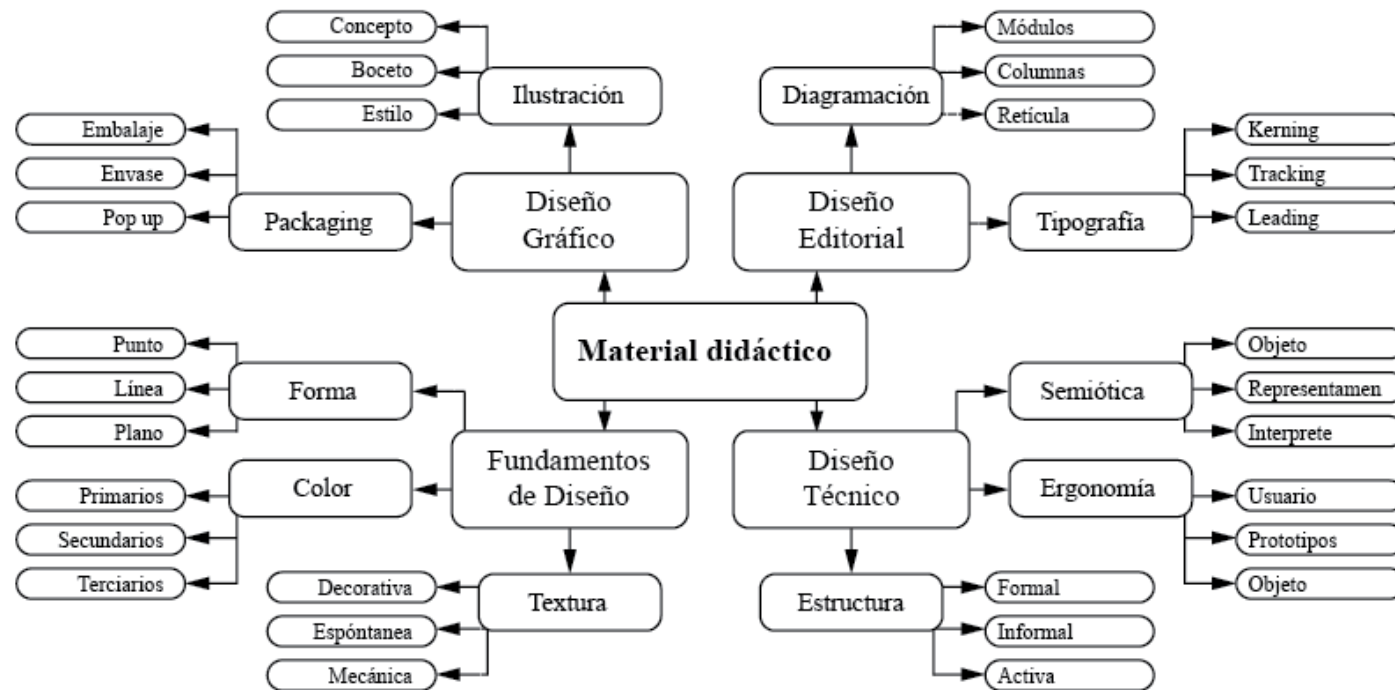 Concepto
Boceto
Estilo
Ilustración
Embalaje
Envase
Pop up
Packaging
Diseño
Gráfico
Módulos
Columnas
Retícula
Diagramación
Kerning
Tracking
Leading
Tipografía
Diseño
Editorial
Material didáctico
Punto
Línea
Plano
Forma
Primarios
Secundarios
Terciarios
Color
Fundamentos
de Diseño
Decorativa
Espóntanea
Mecánica
Textura
Objeto
Representamen
Interprete
Semiótica
Diseño
Técnico
Usuario
Prototipos
Objeto
Ergonomía
Formal
Informal
Activa
Estructura